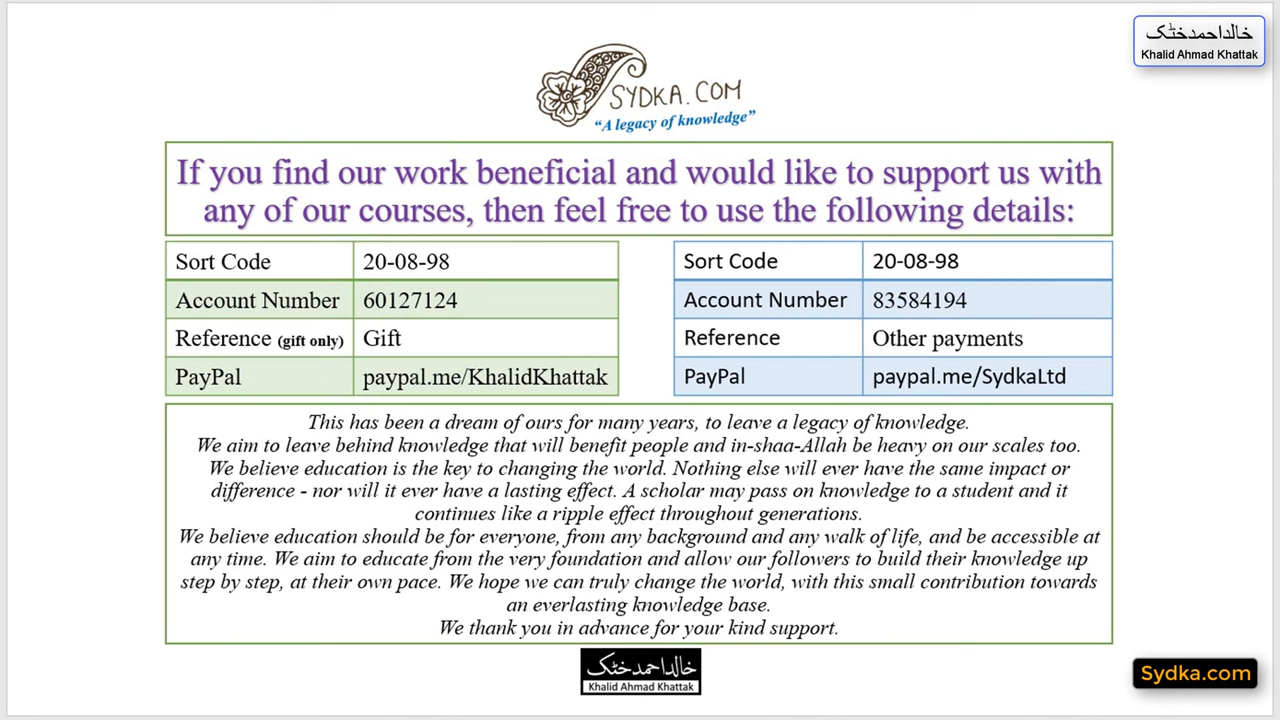 خالداحمدخٹک
Khalid Ahmad Khattak
SYDKA.COM
“A legacy of knowledge”
If you find our work beneficial and would like to support us with
any of our courses, then feel free to use the following details:
Sort Code 20-08-98
Account Number 60127124
Reference (gift only) Gift
PayPal paypal.me/KhalidKhattak
Sort Code 20-08-98
Account Number 83584194
Reference Other payments
PayPal paypal.me/SydkaLtd
This has been a dream of ours for many years, to leave a legacy of knowledge.
We aim to leave behind knowledge that will benefit people and in-shaa-Allah be heavy on our scales too.
We believe education is the key to changing the world. Nothing else will ever have the same impact or
difference - nor will it ever have a lasting effect. A scholar may pass on knowledge to a student and it
continues like a ripple effect throughout generations.
We believe education should be for everyone, from any background and any walk of life, and be accessible at
any time. We aim to educate from the very foundation and allow our followers to build their knowledge up
step by step, at their own pace. We hope we can truly change the world, with this small contribution towards
an everlasting knowledge base.
We thank you in advance for your kind support.
خالداحمدخٹک
Khalid Ahmad Khattak
Sydka.com